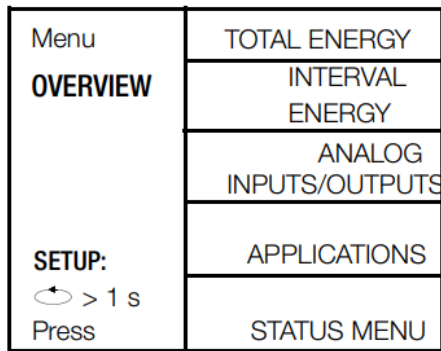 Menu
OVERVIEW
SETUP:
> 1 s
Press
TOTAL ENERGY
INTERVAL
ENERGY
ANALOG
INPUTS/OUTPUTS
APPLICATIONS
STATUS MENU